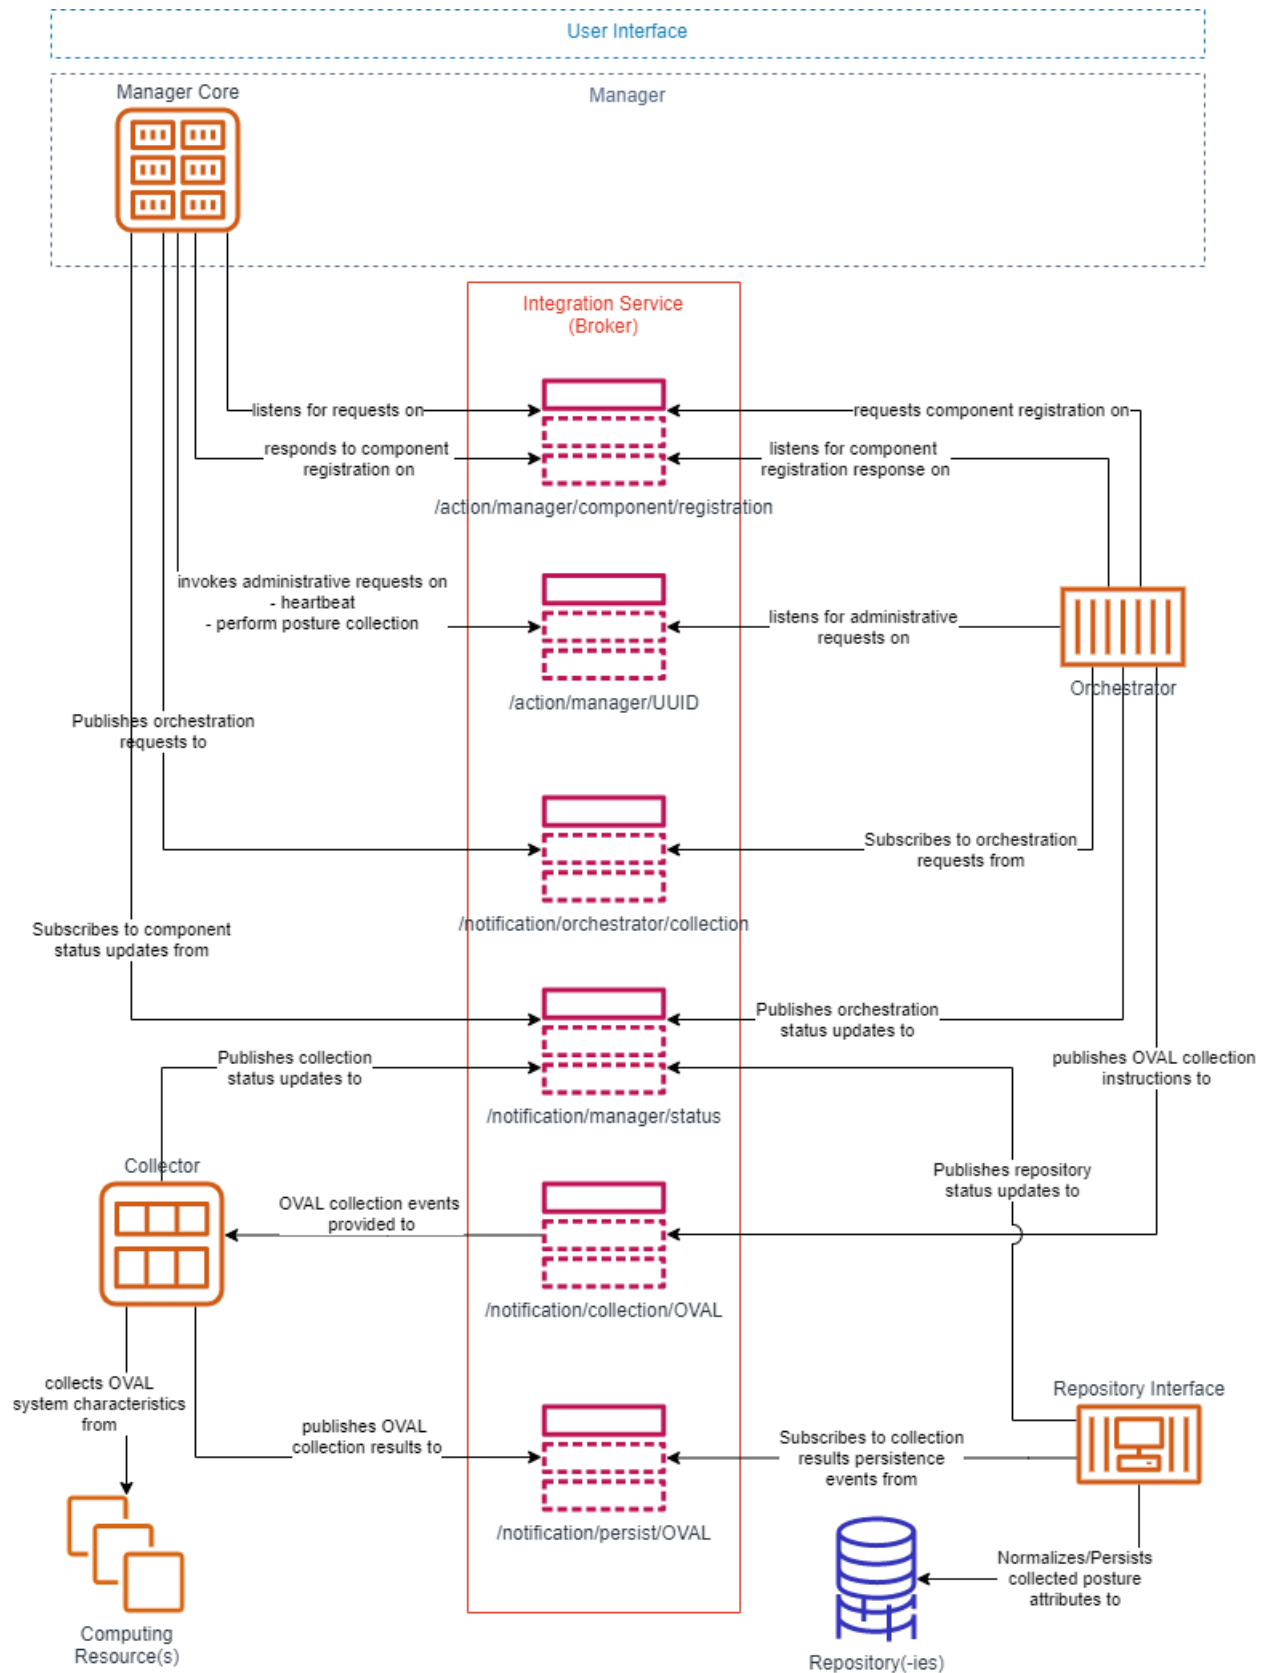 User Interface
Manager
Manager Core
Integration Service
(Broker)
listens for requests on
requests component registration on
responds to component
registration on
listens for component
registration response on
/action/manager/component/registration
invokes administrative requests on
- heartbeat
- perform posture collection
listens for administrative
requests on
/action/manager/UUID
Orchestrator
Publishes orchestration
requests to
Subscribes to orchestration
requests from
/notification/orchestrator/collection
Subscribes to component
status updates from
Publishes orchestration
status updates to
Publishes collection
status updates to
publishes OVAL collection
instructions to
/notification/manager/status
Collector
Publishes repository
status updates to
OVAL collection events
provided to
/notification/collection/OVAL
collects OVAL
system characteristics
from
Repository Interface
publishes OVAL
collection results to
Subscribes to collection
results persistence
events from
/notification/persist/OVAL
Normalizes/Persists
collected posture
attributes to
Computing
Resource(s)
Repository(-ies)